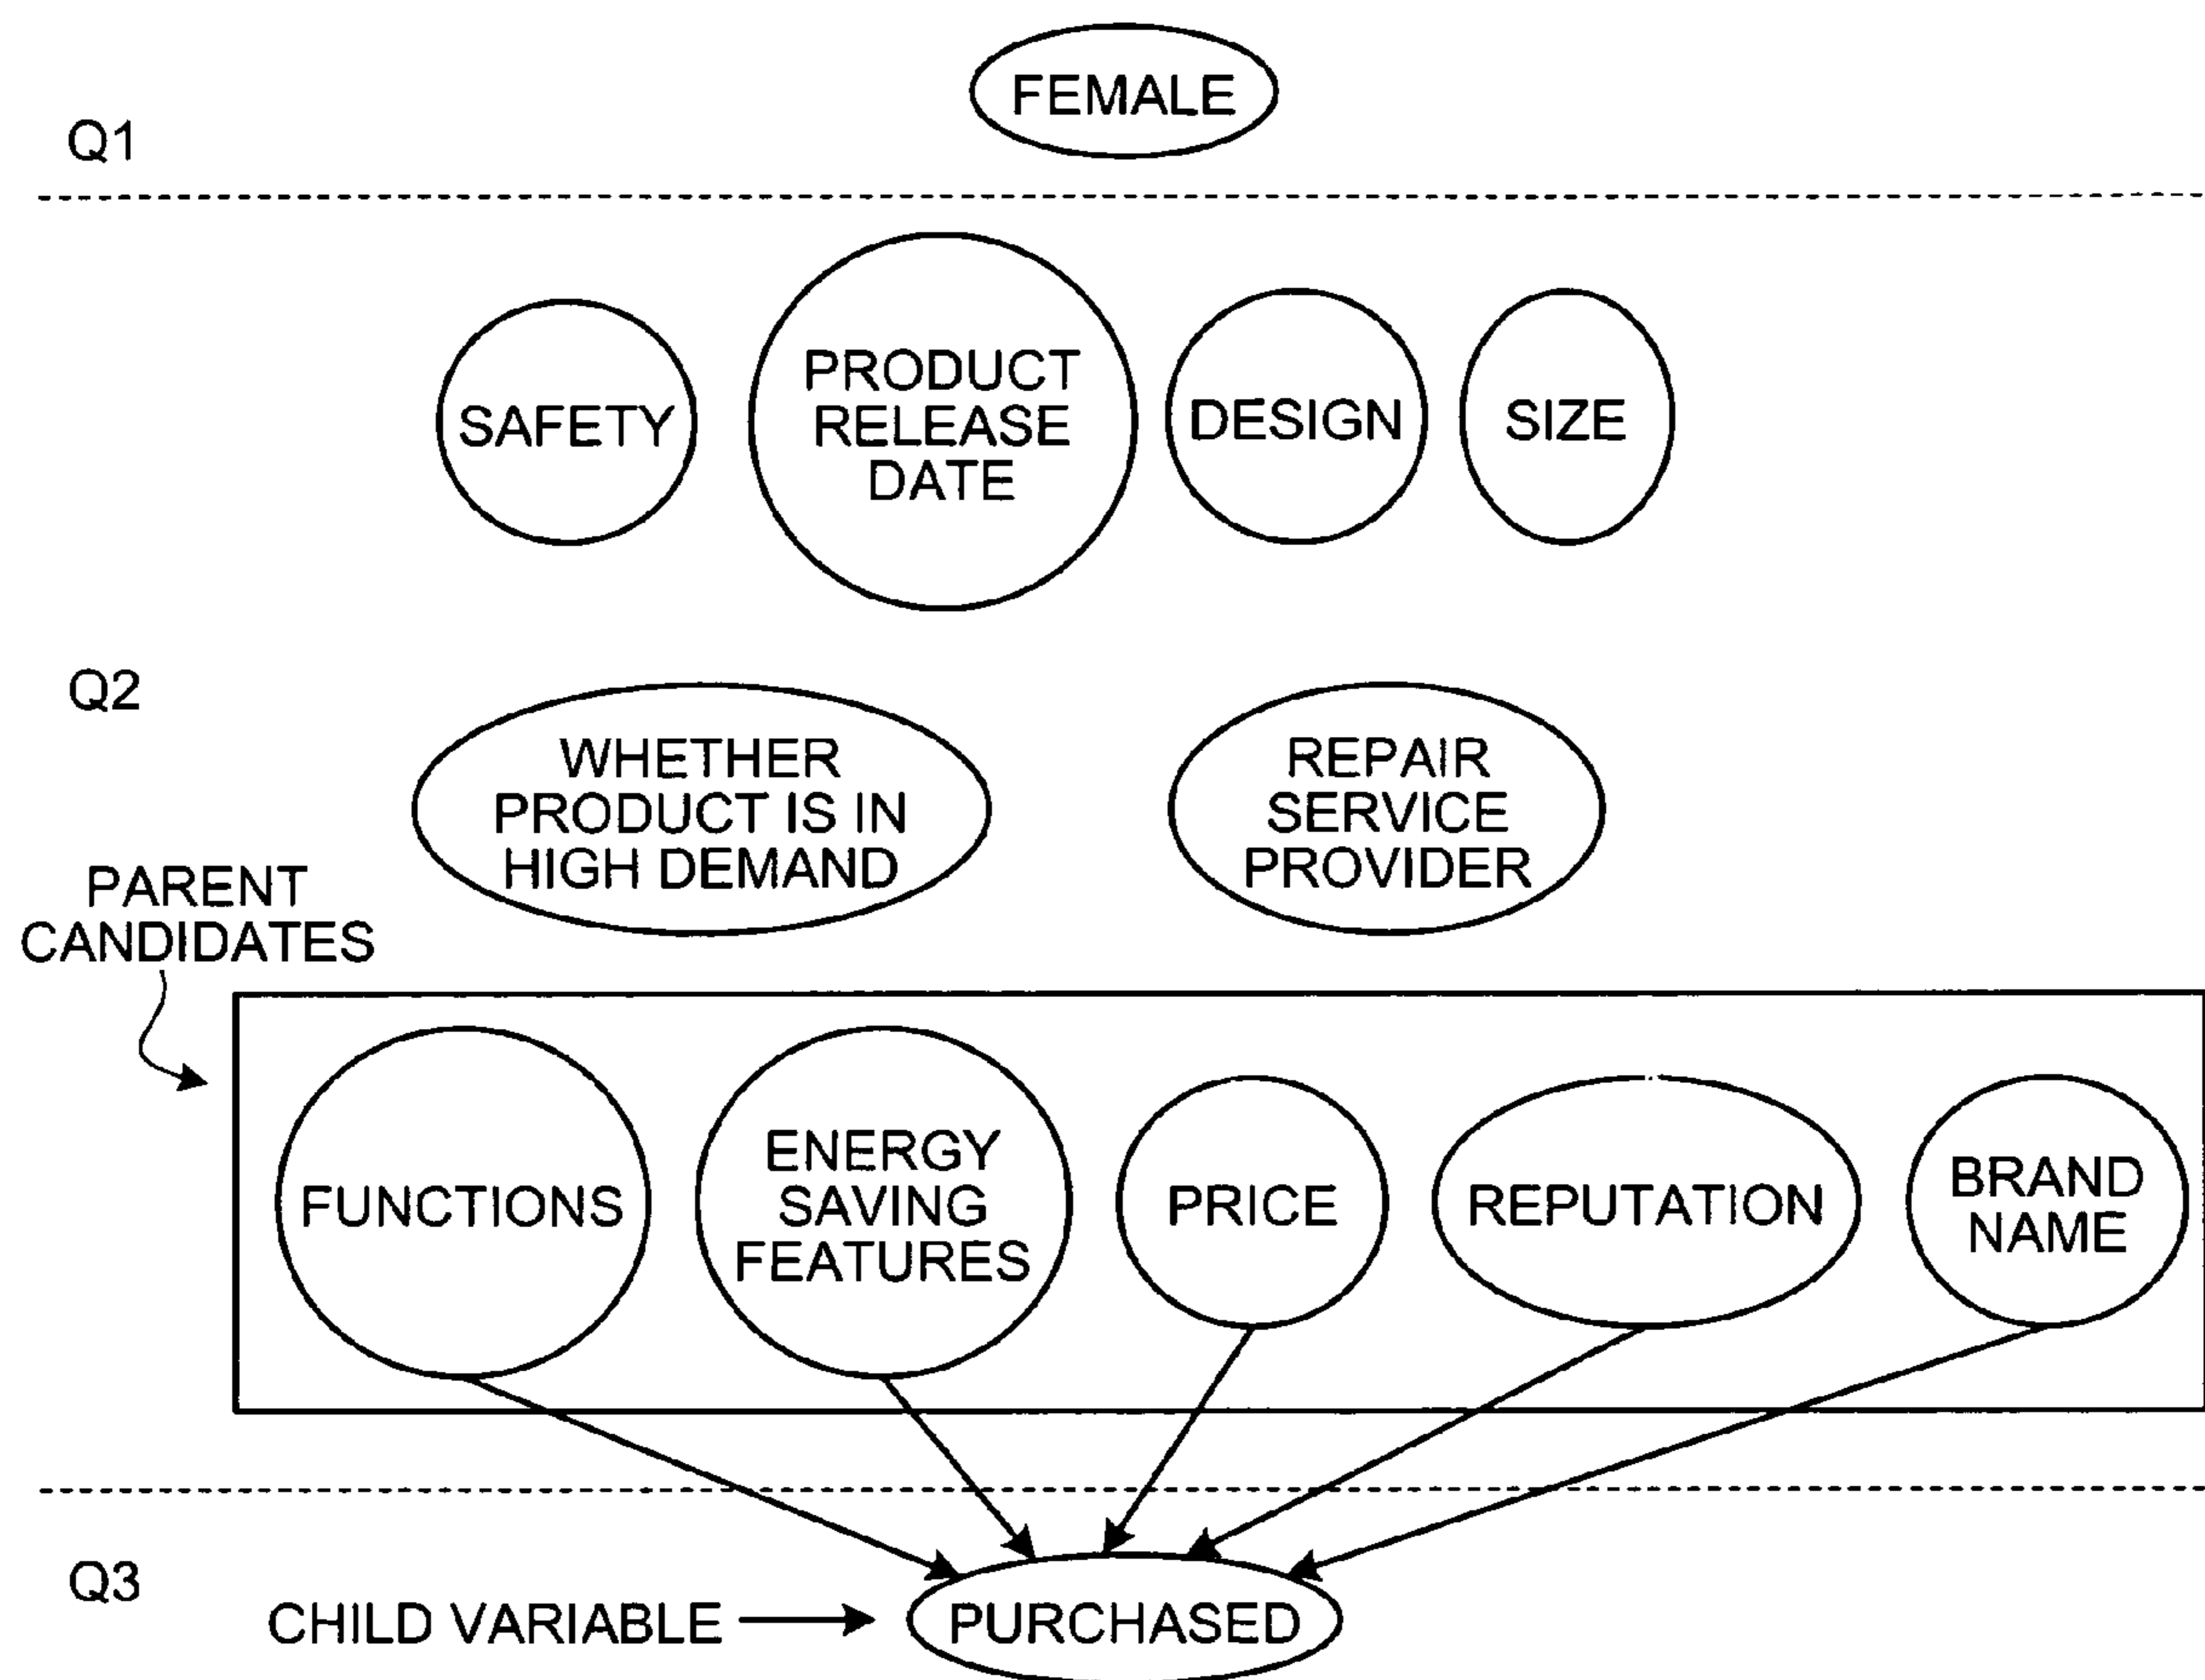 FEMALE
Q1
SAFETY
PRODUCT
RELEASE
DATE
DESIGN
SIZE
Q2
WHETHER
PRODUCT IS IN
HIGH DEMAND
REPAIR
SERVICE
PROVIDER
PARENT
CANDIDATES
FUNCTIONS
ENERGY
SAVING
FEATURES
PRICE
REPUTATION
BRAND
NAME
Q3
CHILD VARIABLE
PURCHASED